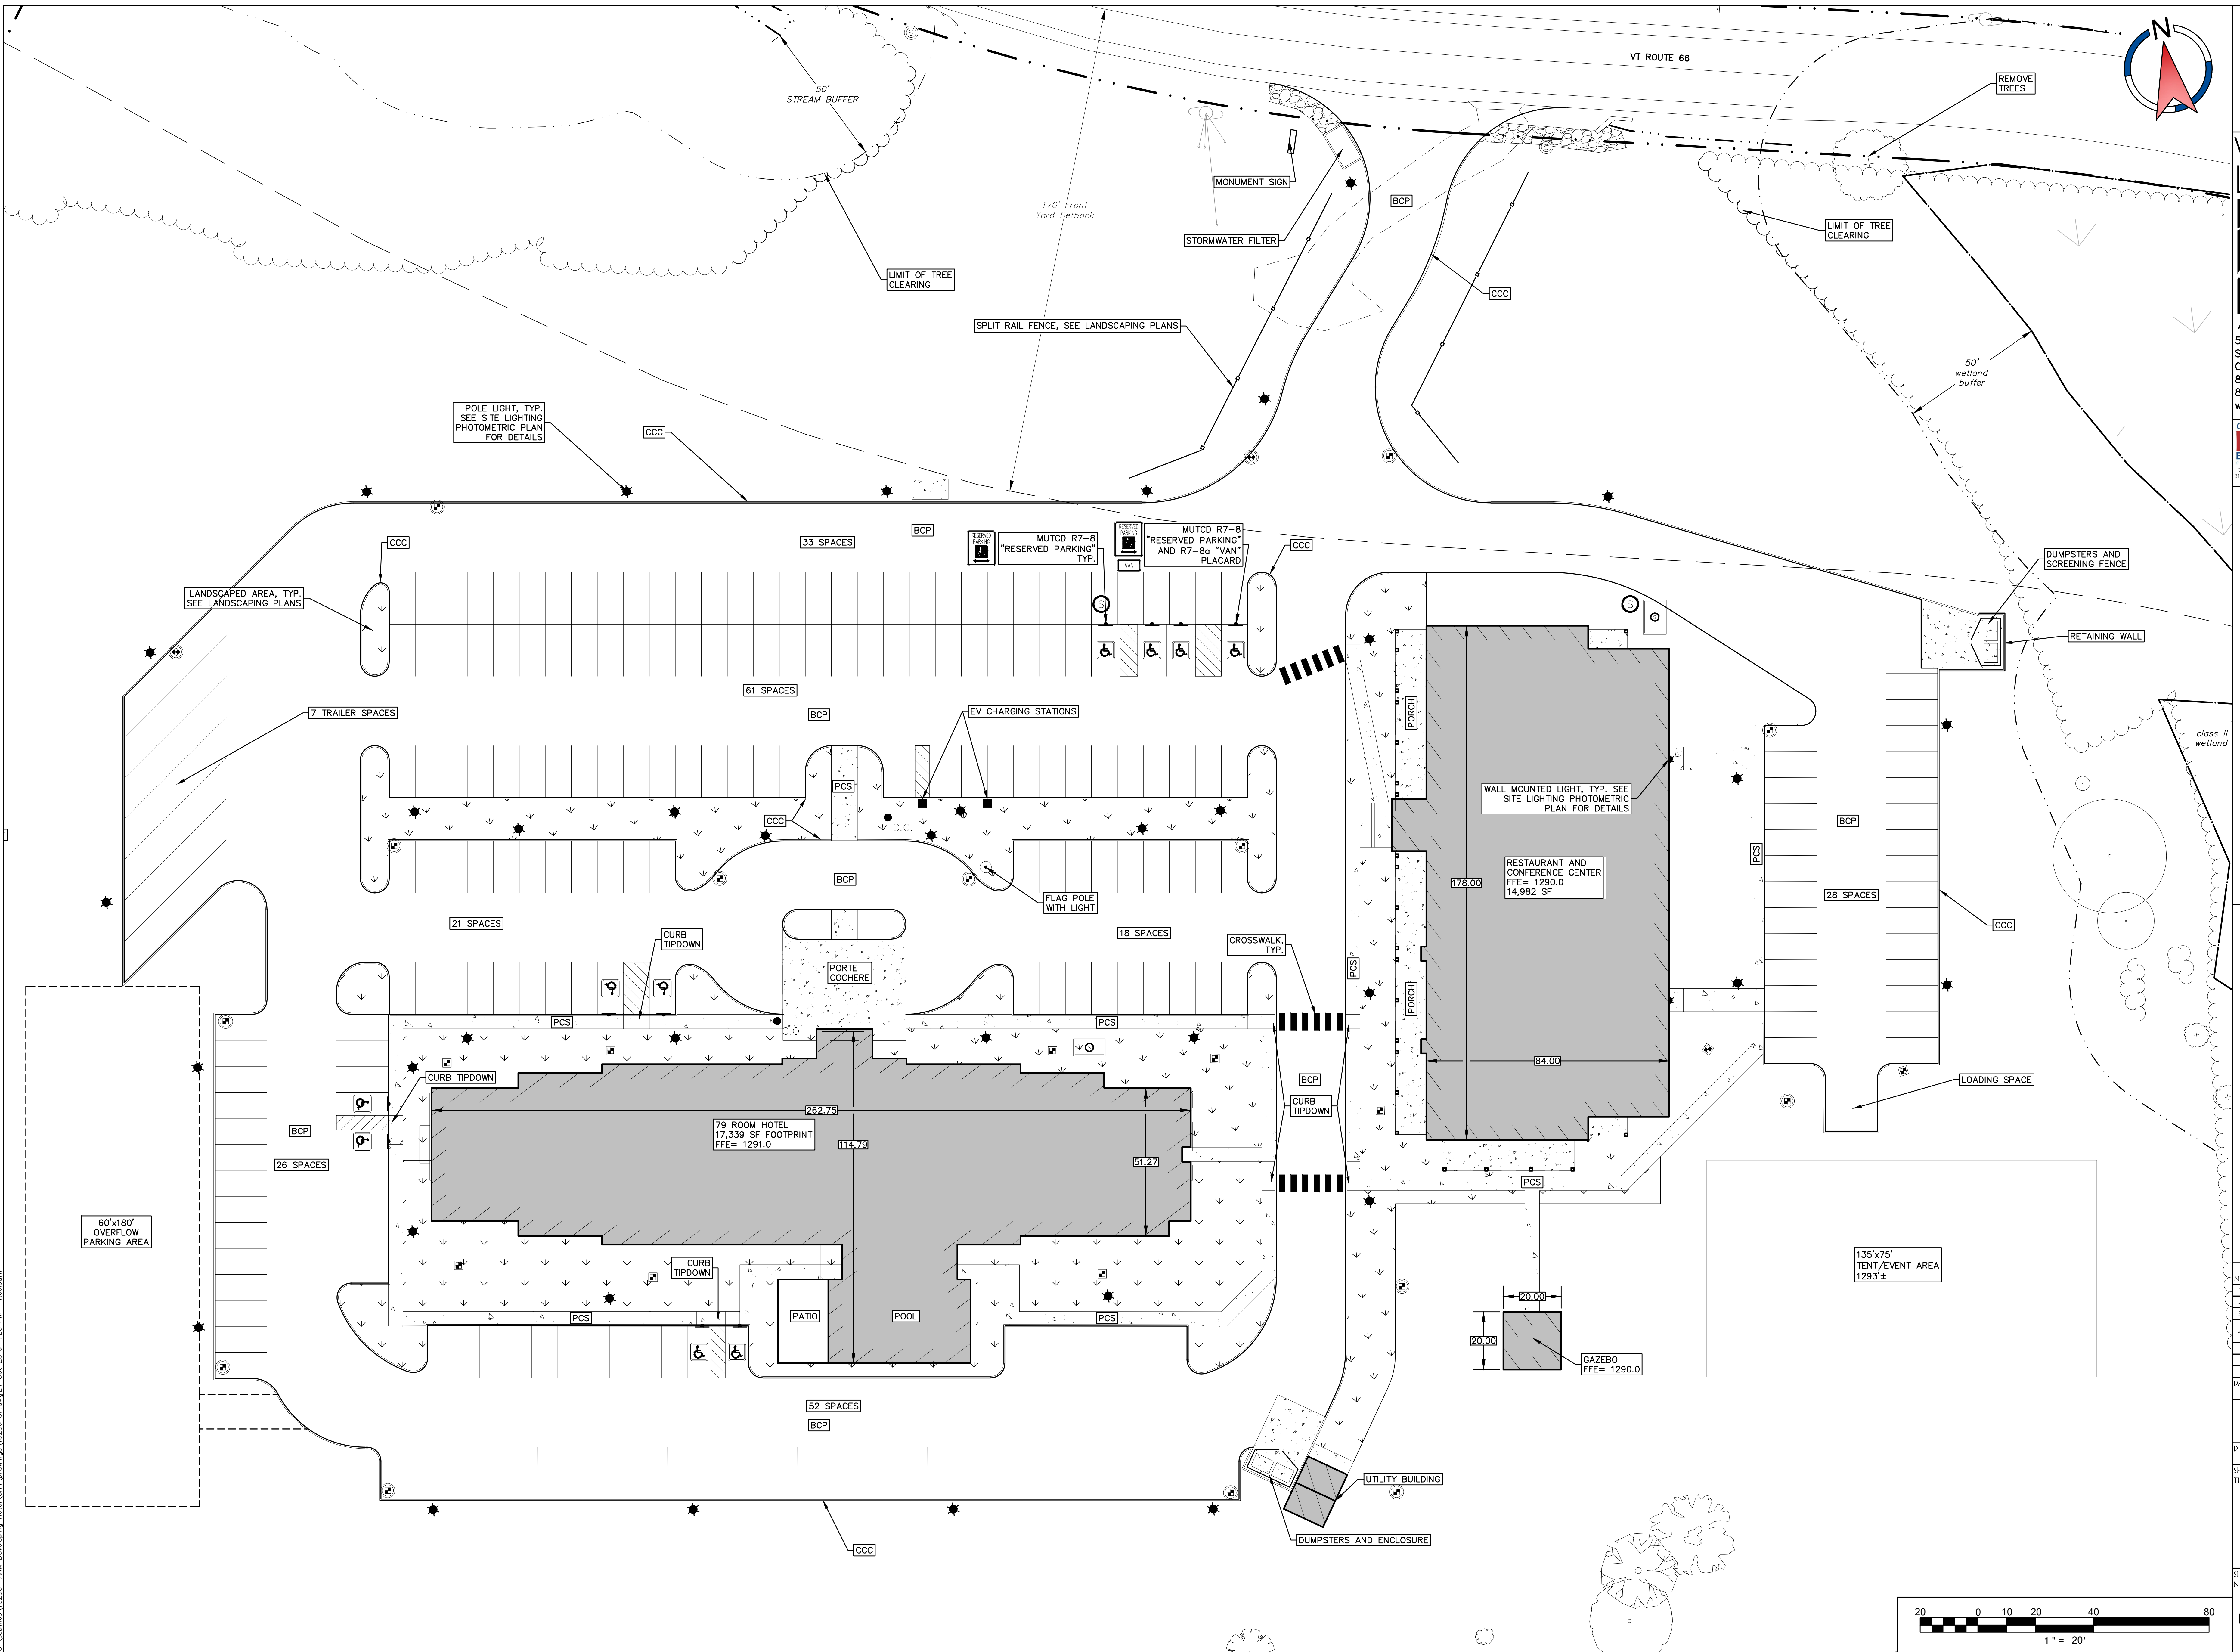 N
VT ROUTE 66
REMOVE
TREES
50'
STREAM BUFFER
MONUMENT SIGN
BCP
170' Front
Yard Setback
STORMWATER FILTER
LIMIT OF TREE
CLEARING
LIMIT OF TREE
CLEARING
CCC
SPLIT RAIL FENCE, SEE LANDSCAPING PLANS
50'
wetland
buffer
POLE LIGHT, TYP.
SEE SITE LIGHTING
PHOTOMETRIC PLAN
FOR DETAILS
CCC
CCC
33 SPACES
BCP
RESERVED
PARKING
MUTCD R7-8
"RESERVED PARKING"
TYP.
RESERVED
PARKING
VAN
MUTCD R7-8
"RESERVED PARKING"
AND R7-8a "VAN"
PLACARD
CCC
DUMPSTERS AND
SCREENING FENCE
LANDSCAPED AREA, TYP.
SEE LANDSCAPING PLANS
S
S
RETAINING WALL
61 SPACES
7 TRAILER SPACES
BCP
EV CHARGING STATIONS
PORCH
class II
wetland
PCS
WALL MOUNTED LIGHT, TYP. SEE
SITE LIGHTING PHOTOMETRIC
PLAN FOR DETAILS
CCC
C.O.
BCP
PCS
BCP
RESTAURANT AND
CONFERENCE CENTER
FFE= 1290.0
14,982 SF
178.00
FLAG POLE
WITH LIGHT
28 SPACES
CCC
21 SPACES
CURB
TIPDOWN
18 SPACES
CROSSWALK,
TYP.
PORTE
COCHERE
PCS
PORCH
PCS
C.O.
PCS
84.00
CURB TIPDOWN
BCP
LOADING SPACE
CURB
TIPDOWN
262.75
79 ROOM HOTEL
17,339 SF FOOTPRINT
FFE= 1291.0
114.79
51.27
BCP
26 SPACES
PCS
60'x180'
OVERFLOW
PARKING AREA
CURB
TIPDOWN
135'x75'
TENT/EVENT AREA
1293'±
20.00
20.00
PCS
PATIO
POOL
PCS
GAZEBO
FFE= 1290.0
52 SPACES
BCP
UTILITY BUILDING
DUMPSTERS AND ENCLOSURE
CCC
20 0 10 20 40 80
1" = 20'